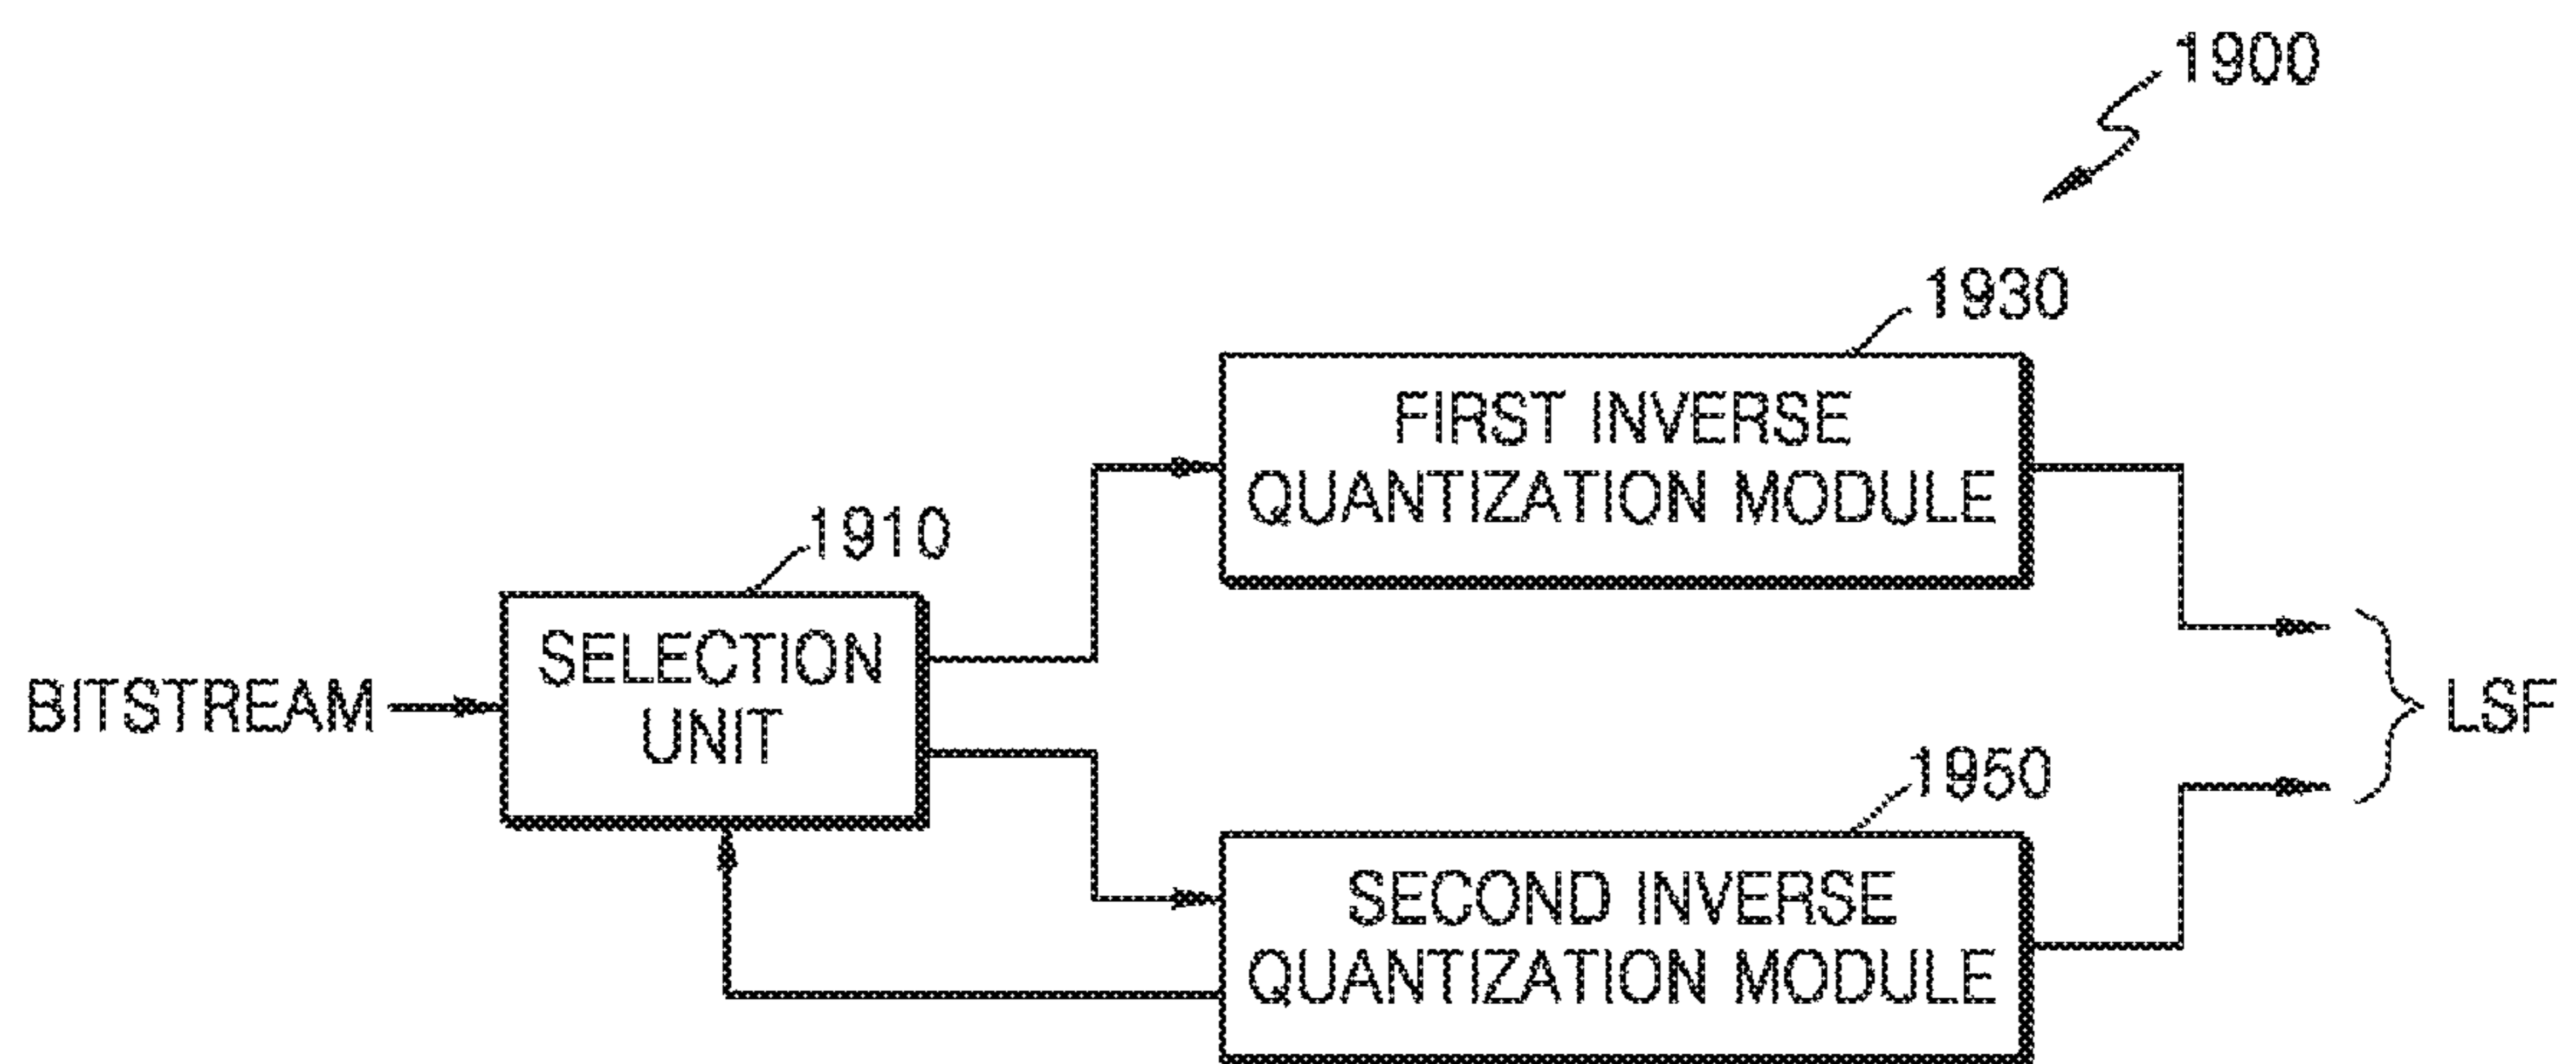 1900
1930
FIRST INVERSE
QUANTIZATION MODULE
1910
SELECTION
UNIT
BITSTREAM
LSF
1950
SECOND INVERSE
QUANTIZATION MODULE